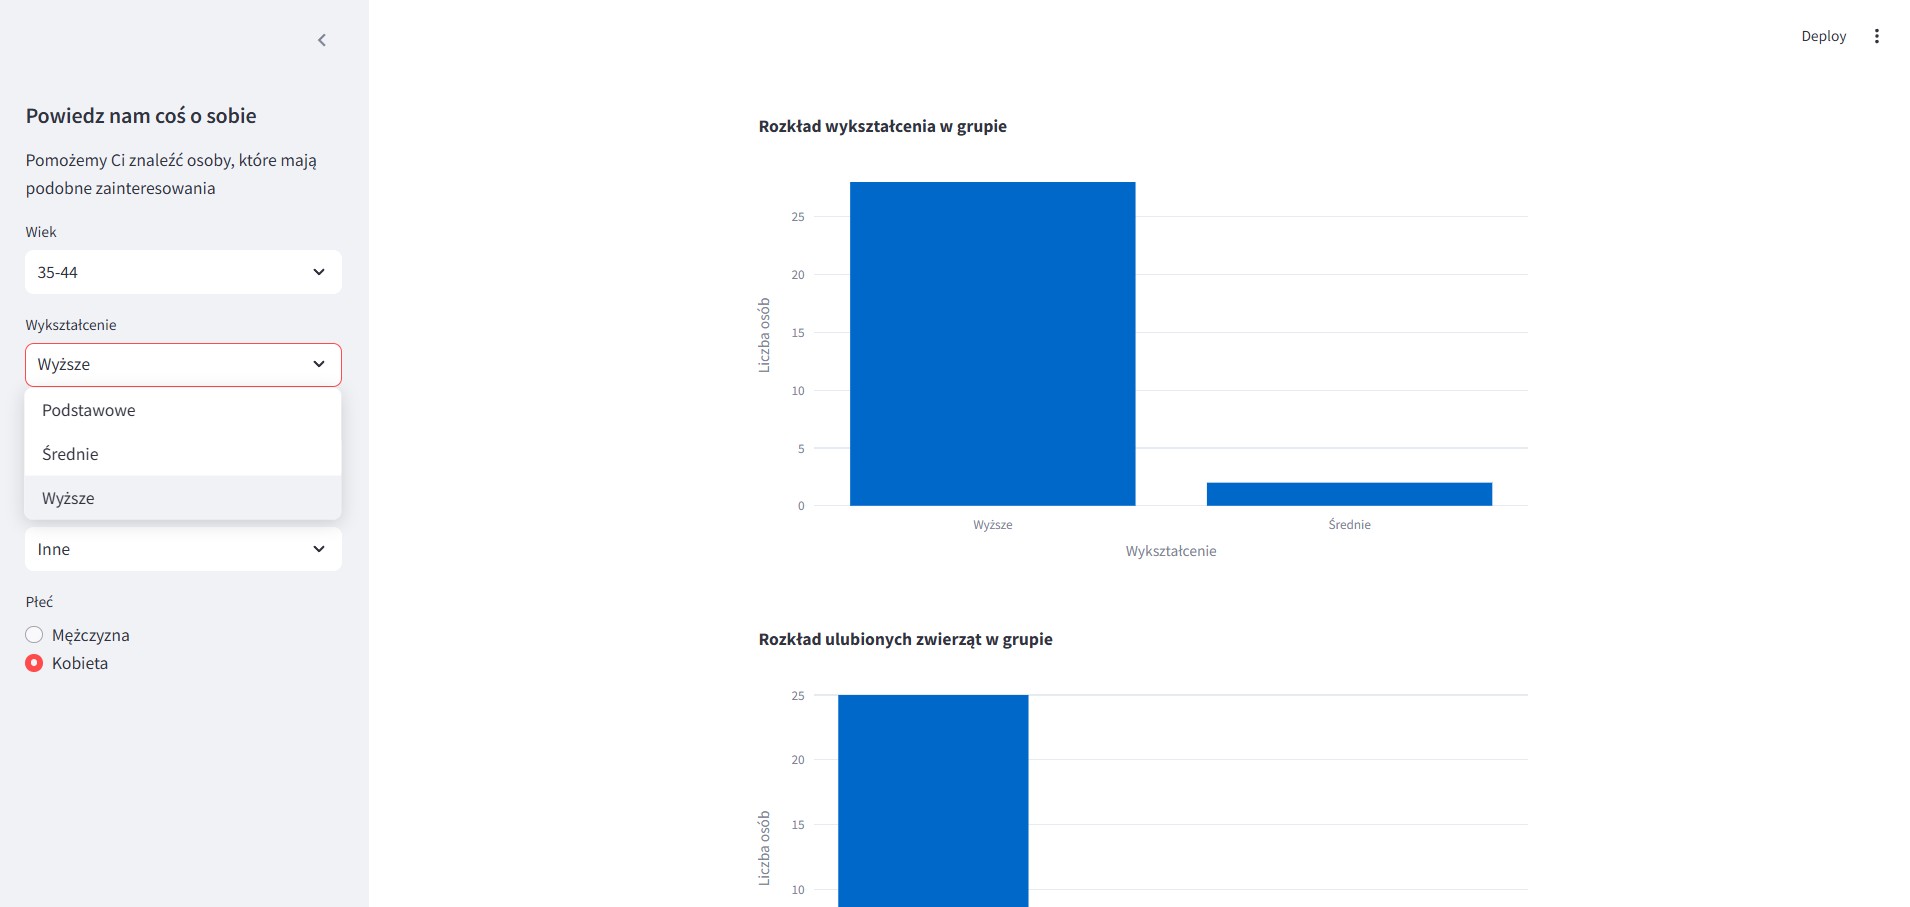 Powiedz nam coś o sobie
Pomożemy Ci znaleźć osoby, które mają
podobne zainteresowania
Wiek
35-44
Wykształcenie
Wyższe
Podstawowe
Średnie
Wyższe
Inne
Płeć
Mężczyzna
Kobieta
Deploy
Rozkład wykształcenia w grupie
25
20
15
10
5
0
Liczba osób
Wyższe
Średnie
Wykształcenie
Rozkład ulubionych zwierząt w grupie
25
20
15
10
Liczba osób